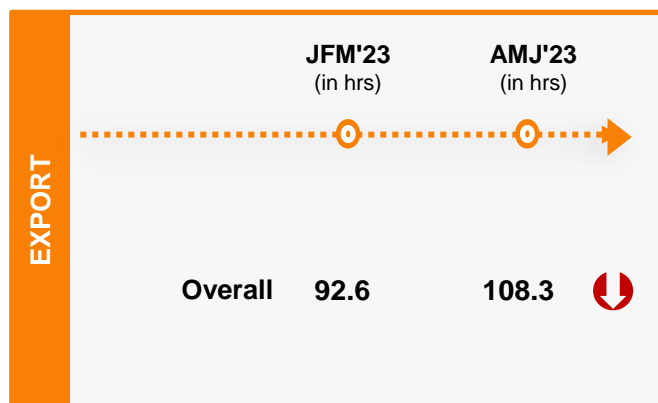 EXPORT
JFM'23
(in hrs)
AMJ'23
(in hrs)
Overall 92.6 108.3